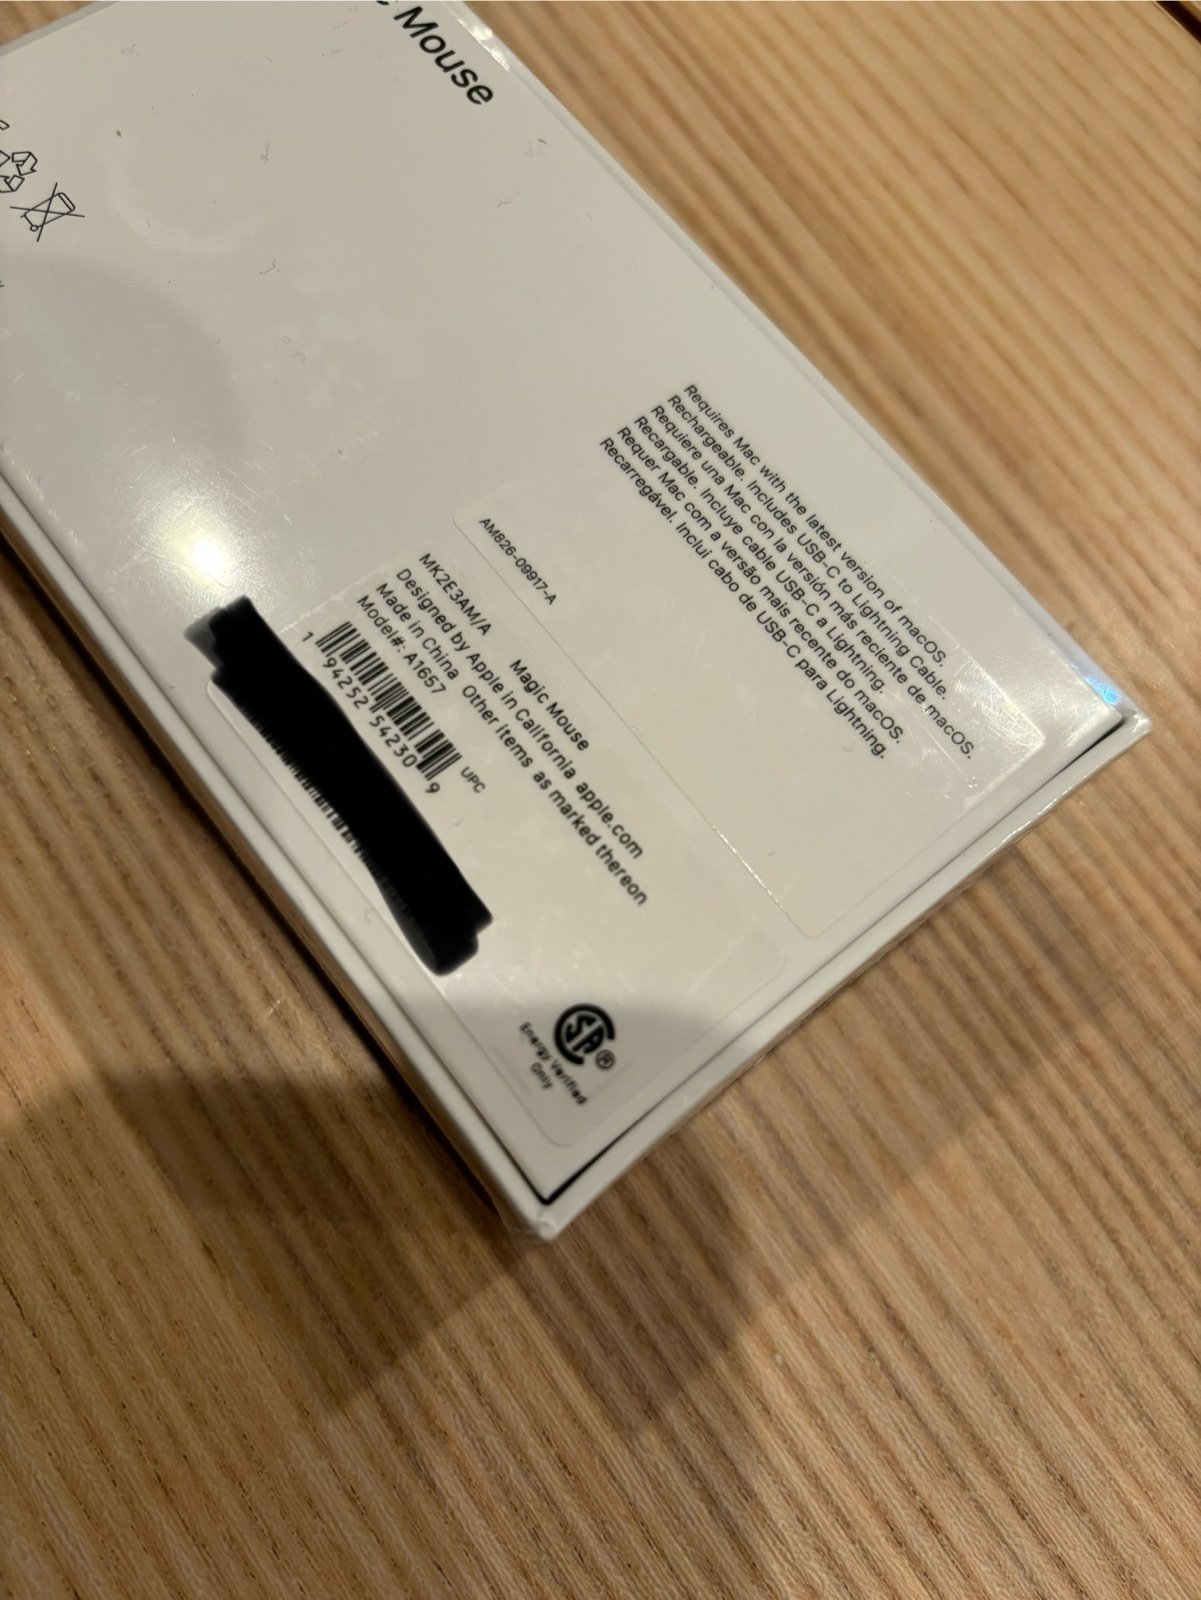 Mouse
Requires Mac with the latest version of macOS.
Rechargeable. Includes USB-C to Lightning Cable.
Requiere una Mac con la versión más reciente de macOS.
Recargable. Incluye cable USB-C a Lightning.
Requer Mac com a versão mais recente do macOS.
Recarregável. Inclui cabo de USB-C para Lightning.
AM826-09917-A
MK2E3AM/A Magic Mouse
Designed by Apple in California apple.com
Made in China Other items as marked thereon
Model#: A1657
1 94252 54230 9
UPC
SA®
Energy Verified
Only